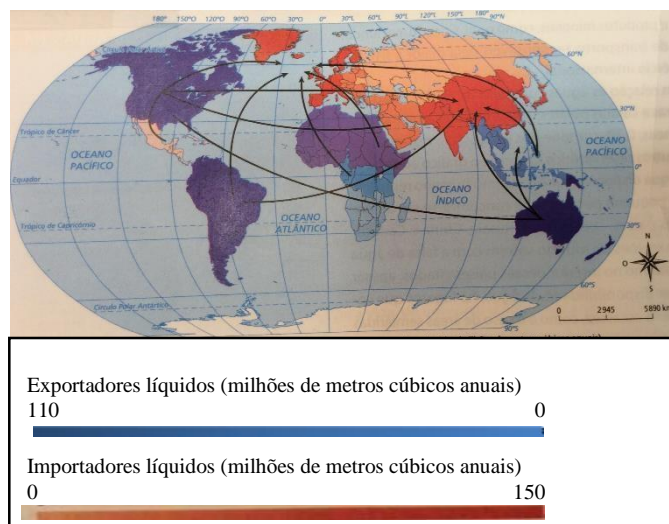 180° 150°O 120°O 90°O 60°O 30°O 0° 30°L 60°L 90°L 120°L 150°L 180° 90°N
60°N
30°N
Trópico de Câncer
OCEANO
PACÍFICO
OCEANO
PACÍFICO
Equador
0°
OCEANO
ATLÂNTICO
OCEANO
ÍNDICO
Trópico de Capricórnio
30°S
N
O
L
S
60°S
Círculo Polar Antártico
90°S
0 2945 5890 km
Exportadores líquidos (milhões de metros cúbicos anuais)
110 0
Importadores líquidos (milhões de metros cúbicos anuais)
0 150